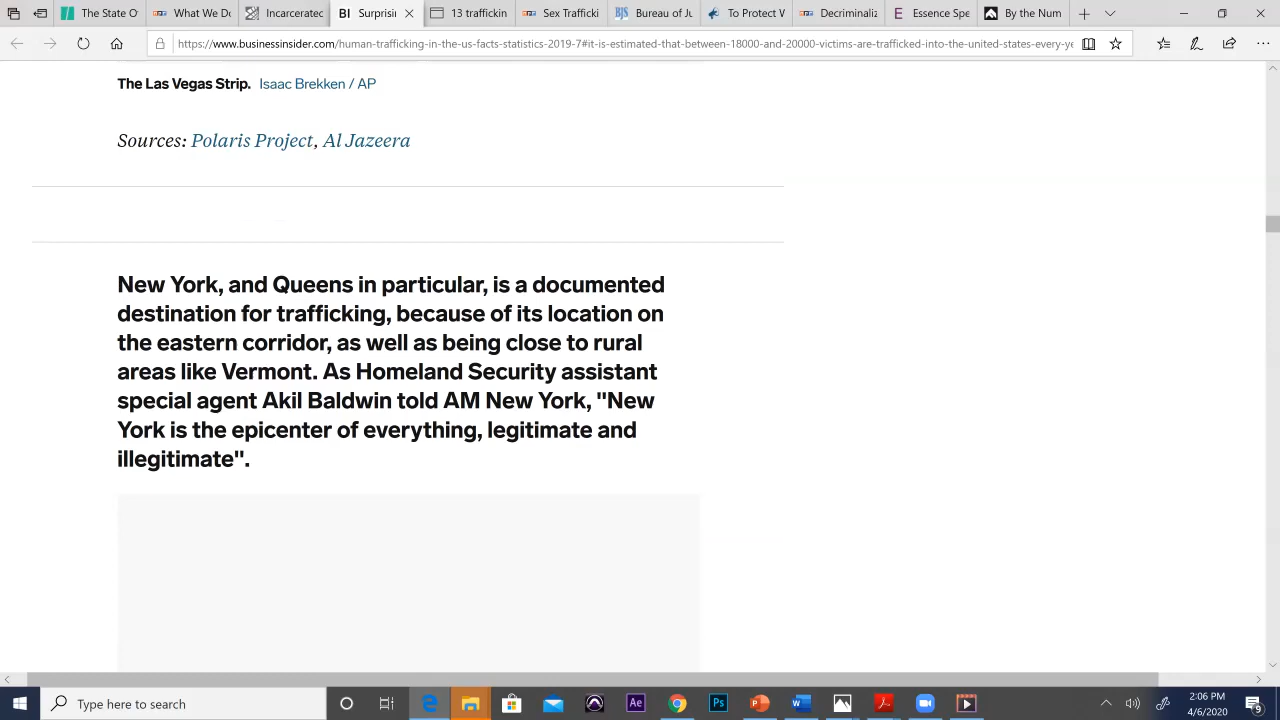 The St
What We Do
Incarcerated
Surprisin
13 traffickin
Sex Traffickin
Bureau of Ju
To Protect V
Decriminaliz
Essence Spe
By the Num
https://www.businessinsider.com/human-trafficking-in-the-us-facts-statistics-2019-7#it-is-estimated-that-between-18000-and-20000-victims-are-trafficked-into-the-united-states-every-ye
The Las Vegas Strip. Isaac Brekken / AP
Sources: Polaris Project, Al Jazeera
New York, and Queens in particular, is a documented
destination for trafficking, because of its location on
the eastern corridor, as well as being close to rural
areas like Vermont. As Homeland Security assistant
special agent Akil Baldwin told AM New York, "New
York is the epicenter of everything, legitimate and
illegitimate".
Type here to search
2:06 PM
4/6/2020